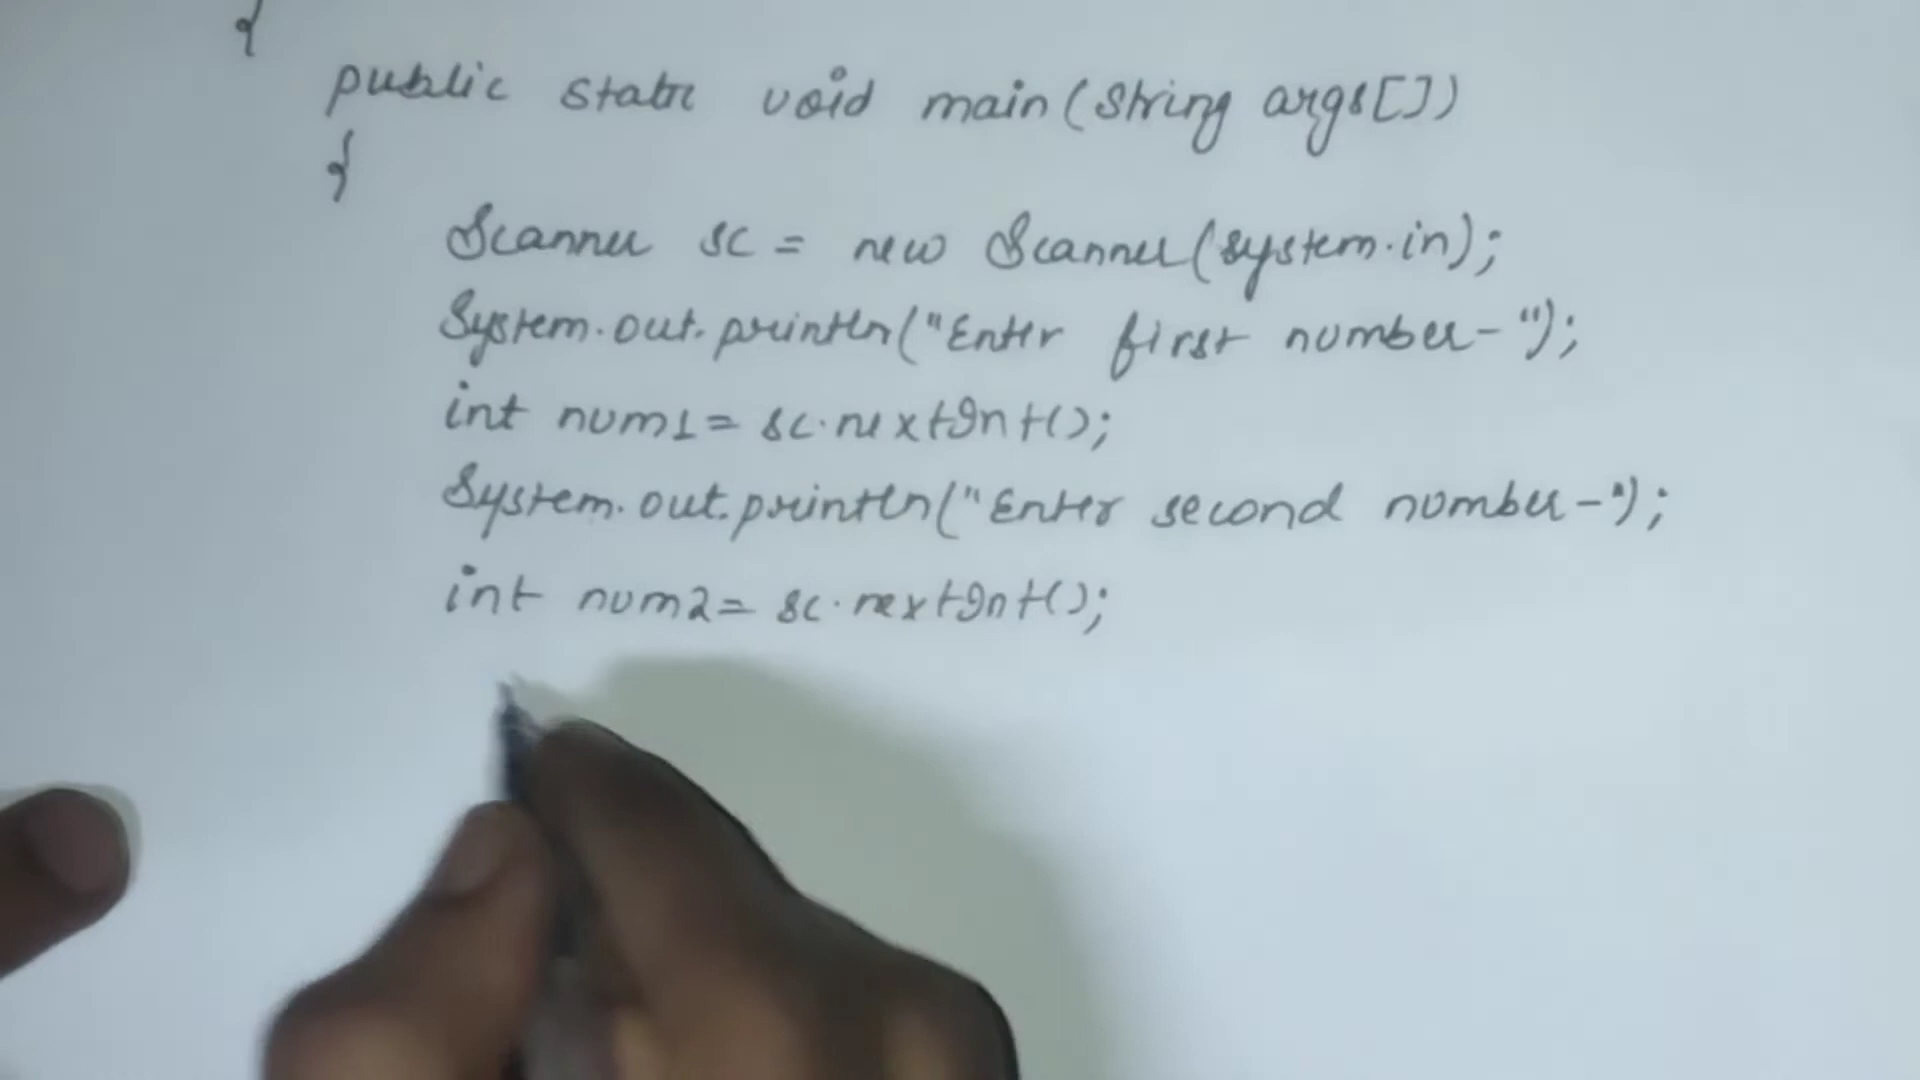 {
public static void main(String args[])
{
Scanner sc = new Scanner(system.in);
System.out.println("Enter first number-");
int num1= sc.nextInt();
System.out.println("Enter second number-");
int num2= sc.nextInt();